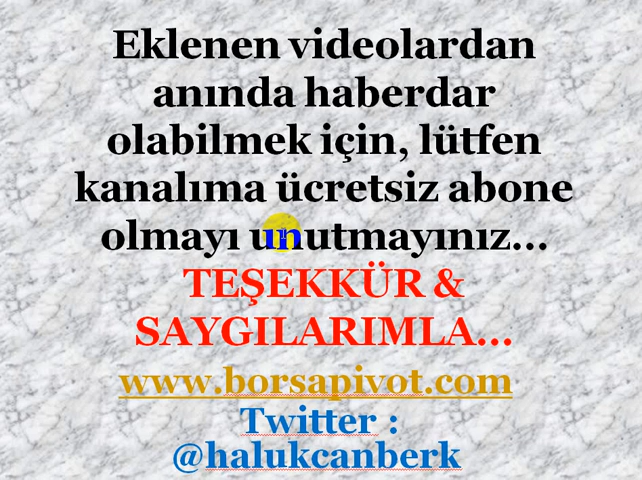 Eklenen videolardan
anında haberdar
olabilmek için, lütfen
kanalıma ücretsiz abone
olmayı unutmayınız...
TEŞEKKÜR &
SAYGILARIMLA...
www.borsapivot.com
Twitter :
@halukcanberk